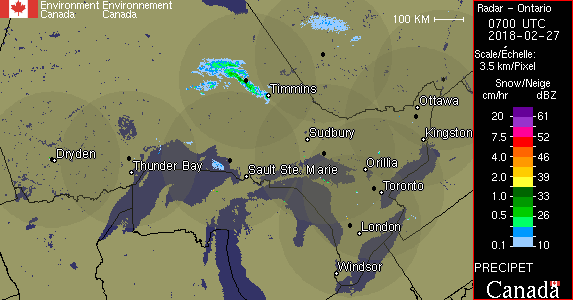 Environment Environnement
Canada Canada
100 KM
Radar - Ontario
0700 UTC
2018-02-27
Scale/Échelle:
3.5 km/Pixel
Snow/Neige
cm/hr dBZ
20 61
7.5 52
4.0 46
2.0 39
1.0 33
0.5 26
0.1 10
PRECIPET
Canada
Timmins
Ottawa
Sudbury
Kingston
Dryden
Thunder Bay
Sault Ste. Marie
Orillia
Toronto
London
Windsor